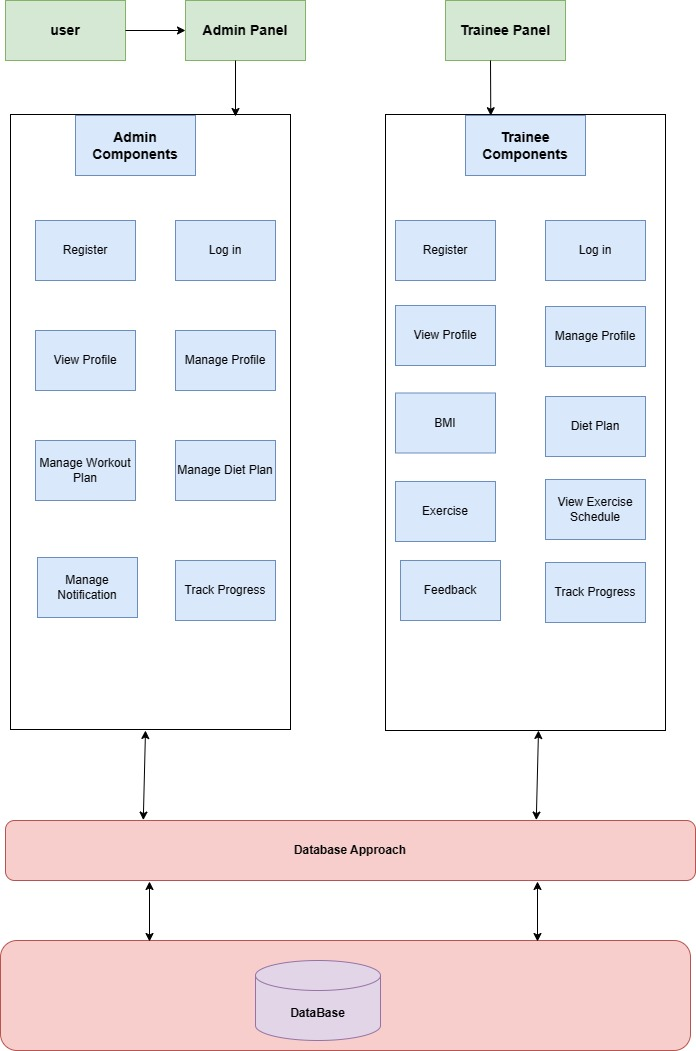 user
Admin Panel
Trainee Panel
Admin
Components
Trainee
Components
Register
Log in
Register
Log in
View Profile
Manage Profile
View Profile
Manage Profile
Manage Workout
Plan
Manage Diet Plan
BMI
Diet Plan
Exercise
View Exercise
Schedule
Manage
Notification
Track Progress
Feedback
Track Progress
Database Approach
DataBase